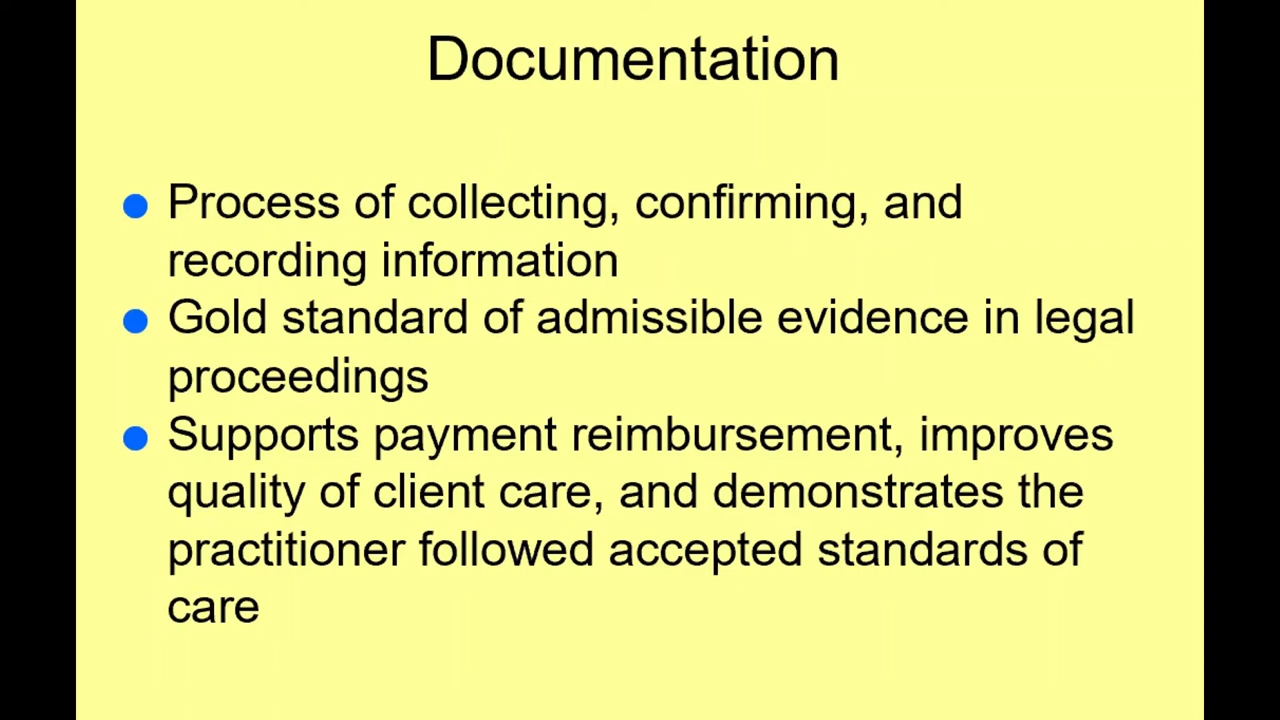 Documentation
Process of collecting, confirming, and
recording information
Gold standard of admissible evidence in legal
proceedings
Supports payment reimbursement, improves
quality of client care, and demonstrates the
practitioner followed accepted standards of
care